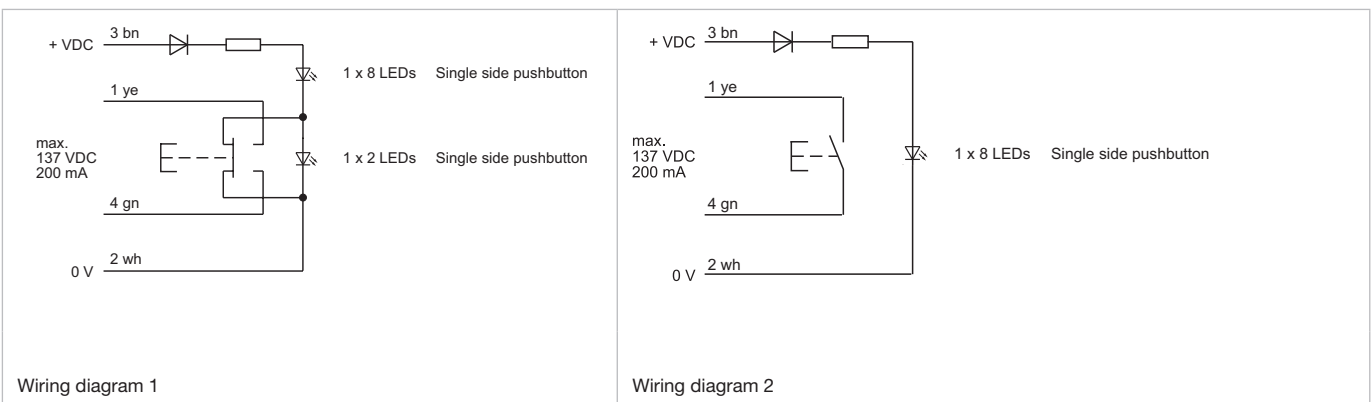 + VDC
3 bn
1 x 8 LEDs Single side pushbutton
1 ye
max.
137 VDC
200 mA
1 x 2 LEDs Single side pushbutton
4 gn
2 wh
0 V
Wiring diagram 1
+ VDC
3 bn
1 ye
max.
137 VDC
200 mA
1 x 8 LEDs Single side pushbutton
4 gn
2 wh
0 V
Wiring diagram 2